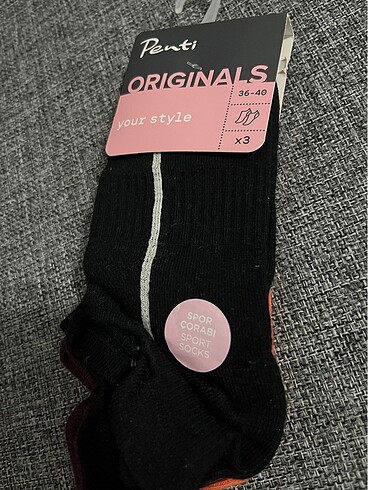 Penti
ORIGINALS
36-40
your style
x3
SPOR
ÇORABI
SPORT
SOCKS